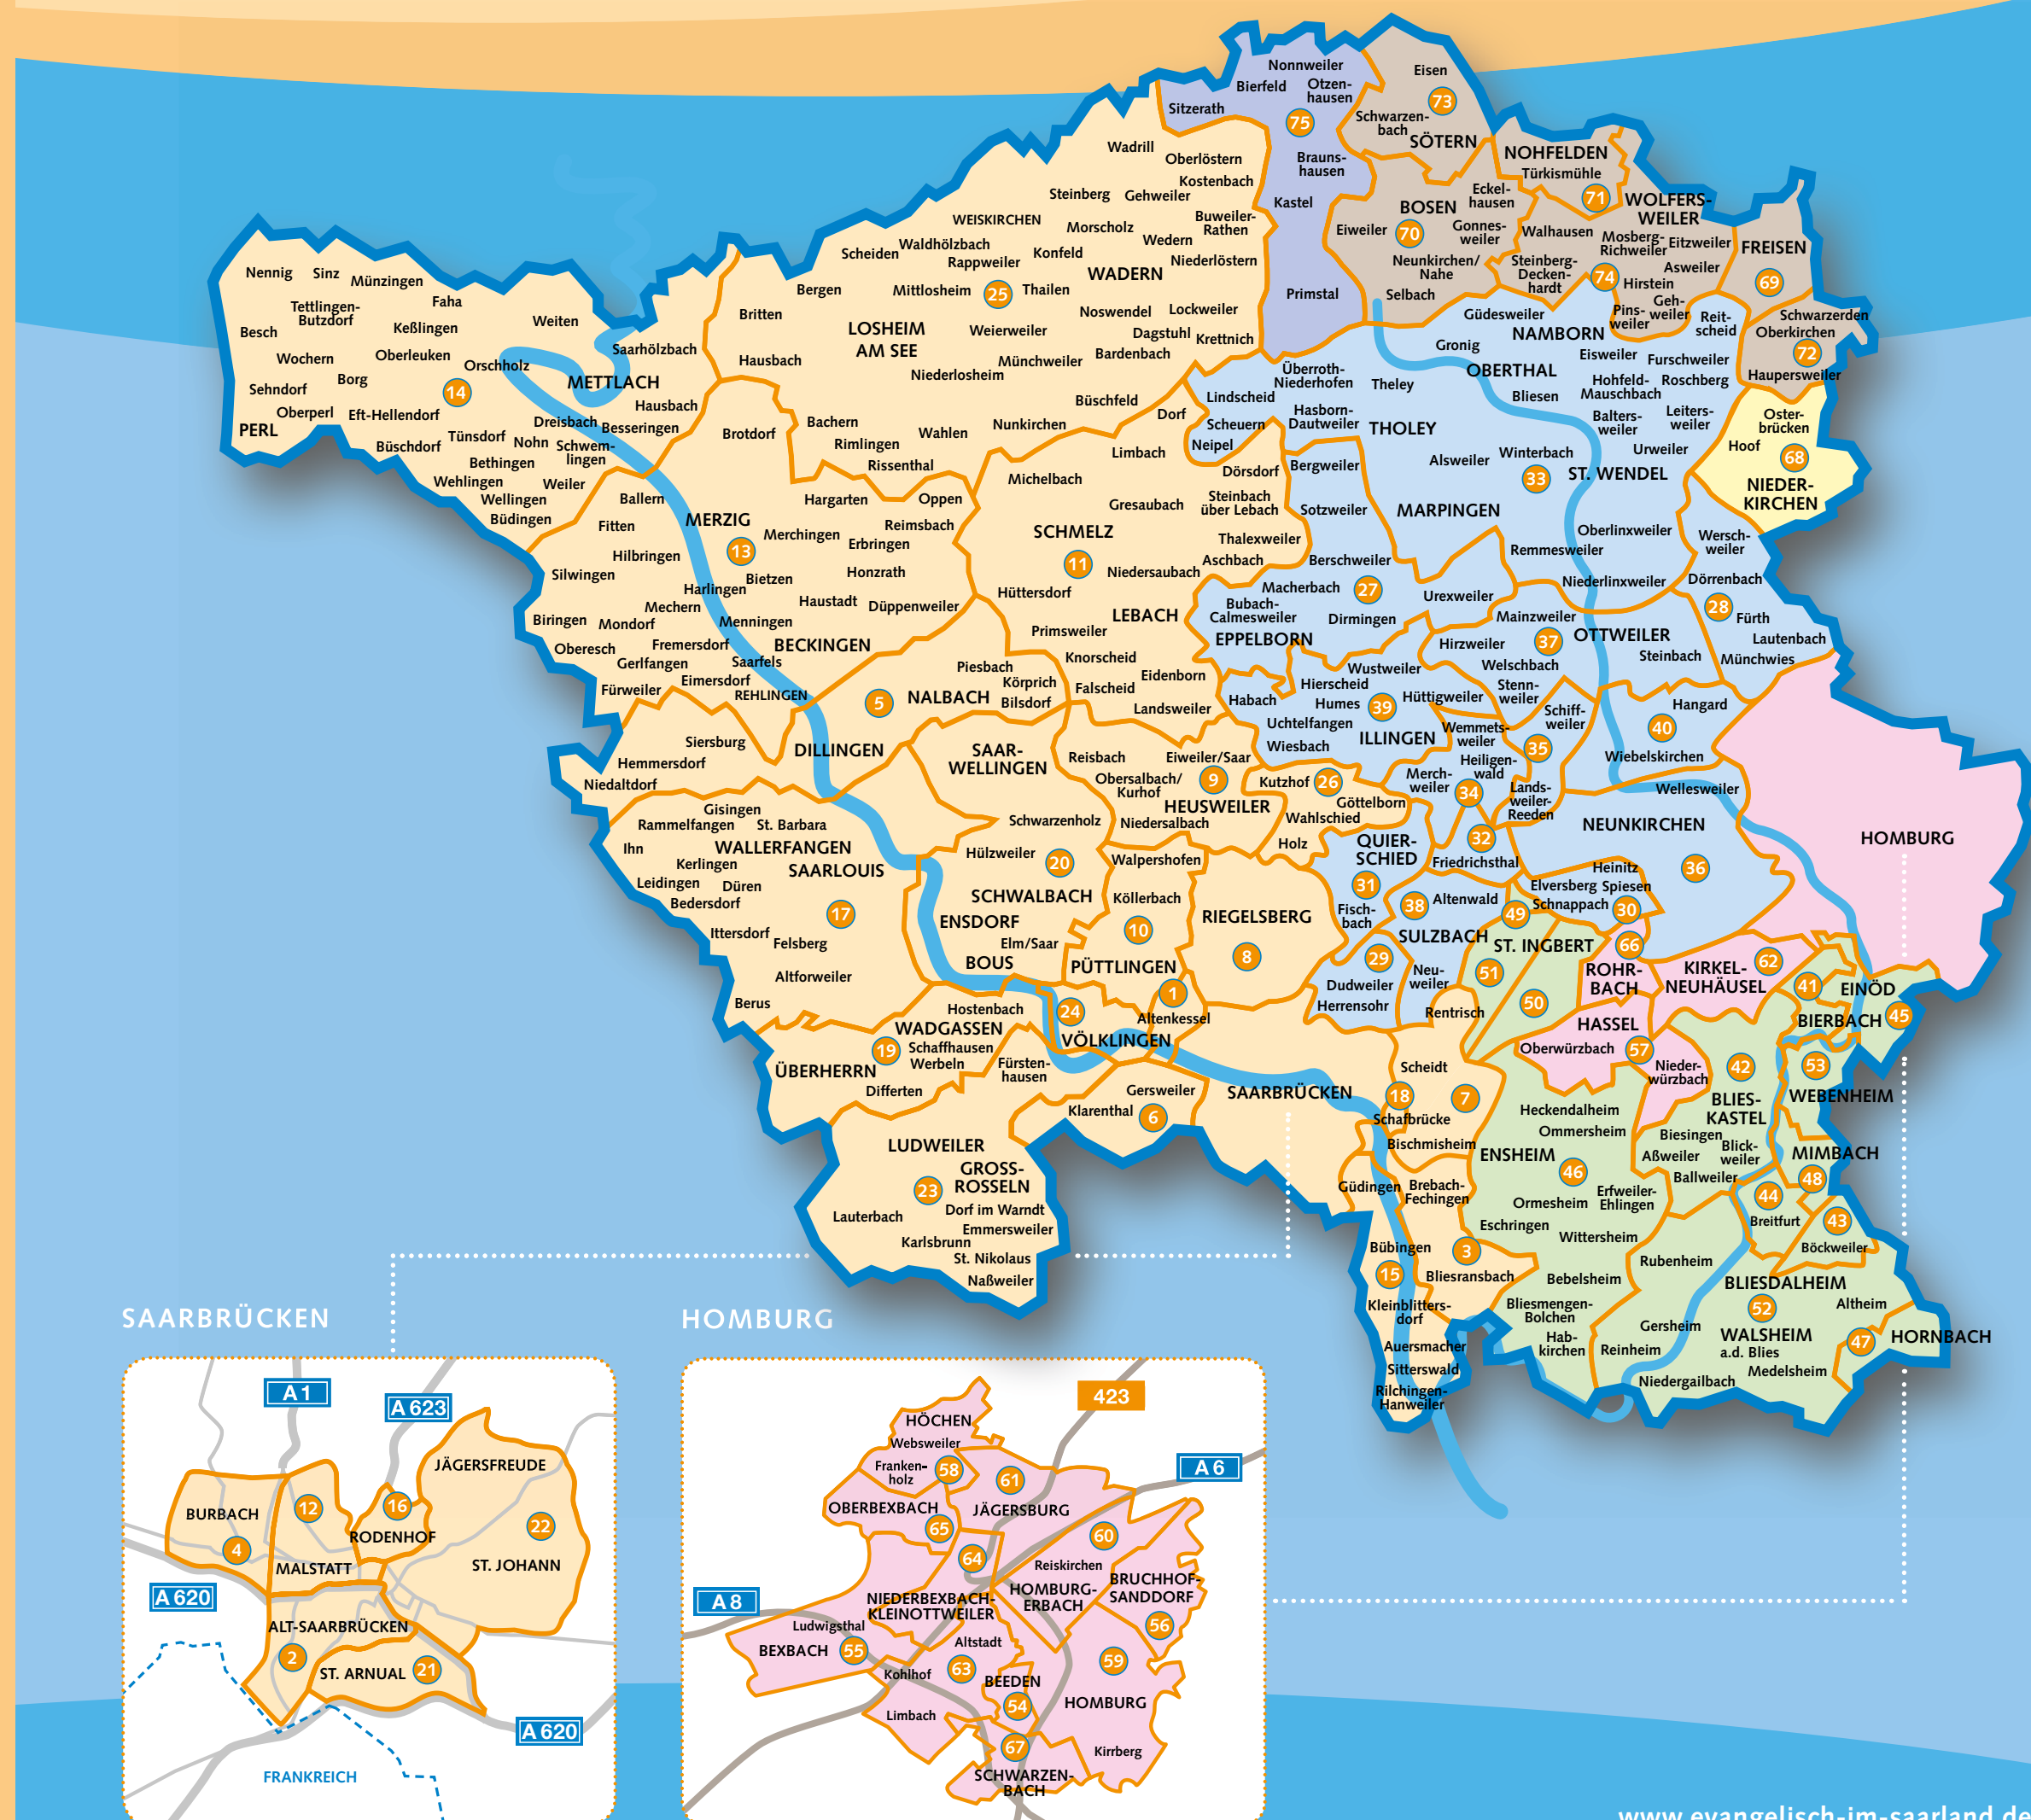 Nonnweiler
Bierfeld
Otzen-
hausen
Sitzerath
75
Eisen
73
Schwarzen-
bach
SÖTERN
Brauns-
hausen
Kastel
Primstal
NOHFELDEN
Türkismühle
71
Eckel-
hausen
BOSEN
Eiweiler
70
Gonnes-
weiler
Neunkirchen/
Nahe
Selbach
WOLFERS-
WEILER
Walhausen
Mosberg-
Richweiler
Eitzweiler
Steinberg-
Decken-
hardt
74
Asweiler
Hirstein
Pins-
weiler
Geh-
weiler
FREISEN
69
Reit-
scheid
Schwarzerden
Oberkirchen
72
Haupersweiler
Wadrill
Oberlöstern
Kostenbach
Steinberg
Gehweiler
WEISKIRCHEN
Morscholz
Buweiler-
Rathen
Scheiden
Waldhölzbach
Rappweiler
Konfeld
Wedern
Niederlöstern
WADERN
Bergen
Mittlosheim
25
Thailen
Britten
LOSHEIM
AM SEE
Weierweiler
Noswendel
Lockweiler
Dagstuhl
Krettnich
Bardenbach
Münchweiler
Niederlosheim
Hausbach
Büschfeld
Nunkirchen
Dorf
Bachern
Rimlingen
Wahlen
Rissenthal
Brotdorf
Nennig
Sinz
Münzingen
Faha
Tettlingen-
Butzdorf
Keßlingen
Weiten
Besch
Oberleuken
Orschholz
Saarhölzbach
Wochern
Borg
14
METTLACH
Sehndorf
Hausbach
Oberperl
Eft-Hellendorf
PERL
Dreisbach
Besseringen
Büschdorf
Tünsdorf
Nohn
Schwem-
lingen
Bethingen
Wehlingen
Weiler
Wellingen
Büdingen
Ballern
Hargarten
Oppen
MERZIG
Fitten
Merchingen
Reimsbach
13
Hilbringen
Erbringen
Silwingen
Bietzen
Honzrath
Harlingen
Mechern
Haustadt
Düppenweiler
Biringen
Mondorf
Menningen
Oberesch
Fremersdorf
BECKINGEN
Gerlfangen
Saarfels
Eimersdorf
Fürweiler
REHLINGEN
5
NALBACH
Piesbach
Körprich
Bilsdorf
Siersburg
Hemmersdorf
Niedaltdorf
DILLINGEN
Limbach
Michelbach
Gresaubach
SCHMELZ
11
Niedersaubach
Hüttersdorf
LEBACH
Primsweiler
Knorscheid
Falscheid
Eidenborn
Landsweiler
Dörsdorf
Steinbach
über Lebach
Thalexweiler
Aschbach
Überroth-
Niederhofen
Lindscheid
Scheuern
Neipel
Hasborn-
Dautweiler
Theley
THOLEY
Bergweiler
Sotzweiler
Alsweiler
Winterbach
33
MARPINGEN
Güdesweiler
NAMBORN
Gronig
OBERTHAL
Bliesen
Eisweiler
Furschweiler
Hohfeld-
Mauschbach
Roschberg
Balters-
weiler
Leiters-
weiler
Urweiler
ST. WENDEL
Oster-
brücken
Hoof
68
NIEDER-
KIRCHEN
Oberlinxweiler
Remmesweiler
Niederlinxweiler
Wersch-
weiler
Dörrenbach
28
Fürth
Lautenbach
Münchwies
Berschweiler
Macherbach
27
Bubach-
Calmesweiler
Dirmingen
EPPELBORN
Urexweiler
Mainzweiler
Hirzweiler
37
OTTWEILER
Steinbach
Welschbach
Wustweiler
Hierscheid
Humes
39
Hüttigweiler
Habach
Uchtelfangen
Wiesbach
ILLINGEN
Stenn-
weiler
Schiff-
weiler
Wemmets-
weiler
35
Heiligen-
wald
Merch-
weiler
34
Lands-
weiler-
Reeden
Hangard
40
Wiebelskirchen
Wellesweiler
NEUNKIRCHEN
36
HOMBURG
SAAR-
WELLINGEN
Reisbach
Obersalbach/
Kurhof
Eiweiler/Saar
9
HEUSWEILER
Niedersalbach
Kutzhof
26
Göttelborn
Wahlschied
Holz
QUIER-
SCHIED
32
Friedrichsthal
31
Fisch-
bach
38
Altenwald
49
Heinitz
Elversberg
Spiesen
Schnappach
30
SULZBACH
29
Dudweiler
Herrensohr
Neu-
weiler
51
ST. INGBERT
50
Rentrisch
66
ROHR-
BACH
KIRKEL-
NEUHÄUSEL
62
41
EINÖD
BIERBACH
45
HASSEL
Oberwürzbach
57
Nieder-
würzbach
42
53
WEBENHEIM
BLIES-
KASTEL
Gisingen
Rammelfangen
St. Barbara
Ihn
WALLERFANGEN
Kerlingen
SAARLOUIS
Leidingen
Düren
Bedersdorf
17
Ittersdorf
Felsberg
Altforweiler
Berus
Schwarzenholz
Hülzweiler
20
SCHWALBACH
ENSDORF
Elm/Saar
BOUS
Walpershofen
Köllerbach
10
PÜTTLINGEN
RIEGELSBERG
8
1
Altenkessel
Hostenbach
24
WADGASSEN
VÖLKLINGEN
19
Schaffhausen
Werbeln
ÜBERHERRN
Differten
Fürsten-
hausen
Gersweiler
Klarenthal
6
SAARBRÜCKEN
LUDWEILER
GROSS-
ROSSELN
23
Dorf im Warndt
Lauterbach
Emmersweiler
Karlsbrunn
St. Nikolaus
Naßweiler
Scheidt
18
7
Schafbrücke
Bischmisheim
Güdingen
Brebach-
Fechingen
Bübingen
3
15
Bliesransbach
Kleinblitters-
dorf
Auersmacher
Sitterswald
Rilchingen-
Hanweiler
Heckendalheim
Ommersheim
ENSHEIM
46
Ormesheim
Erfweiler-
Ehlingen
Eschringen
Wittersheim
Bebelsheim
Bliesmengen-
Bolchen
Hab-
kirchen
Biesingen
Blick-
weiler
Aßweiler
Ballweiler
MIMBACH
48
44
Breitfurt
43
Böckweiler
Rubenheim
BLIESDALHEIM
52
Altheim
Gersheim
WALSHEIM
a.d. Blies
47
HORNBACH
Reinheim
Medelsheim
Niedergailbach
SAARBRÜCKEN
A 1
A 623
JÄGERSFREUDE
BURBACH
12
16
22
RODENHOF
4
MALSTATT
ST. JOHANN
A 620
ALT-SAARBRÜCKEN
2
ST. ARNUAL
21
A 620
FRANKREICH
HOMBURG
423
HÖCHEN
Websweiler
Franken-
holz
58
61
A 6
OBERBEXBACH
JÄGERSBURG
65
60
64
Reiskirchen
BRUCHHOF-
SANDDORF
A 8
NIEDERBEXBACH-
KLEINOTTWEILER
HOMBURG-
ERBACH
56
Ludwigsthal
BEXBACH
55
Altstadt
Kohlhof
63
59
BEEDEN
54
HOMBURG
Limbach
67
Kirrberg
SCHWARZEN-
BACH
www.evangelisch-im-saarland.de